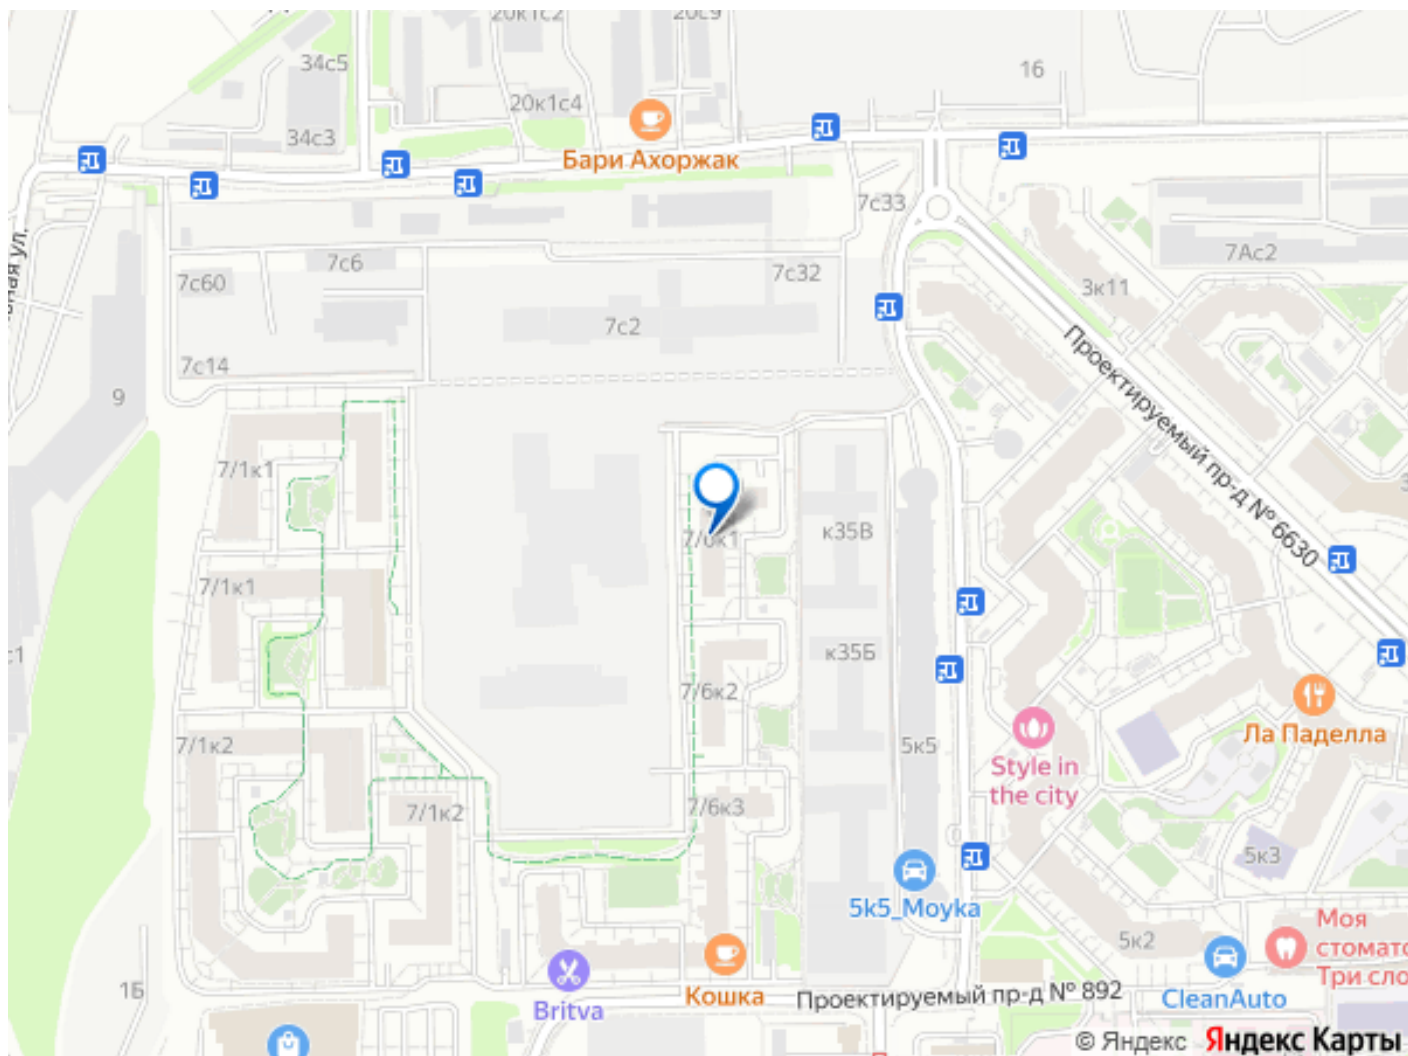 20к1с2
20с9
34с5
16
20к1с4
34с3
Бари Ахоржак
7с33
7Ас2
7с6
7с32
7с60
3к11
7с2
7с14
9
Проектируемый пр-д № 6630
7/1к1
к35В
7/6к1
7/1к1
к35Б
с1
7/6к2
Ла Паделла
7/1к2
5к5
Style in
the city
7/6к3
7/1к2
5к3
5k5_Moyka
Моя
5к2
Три
1Б
Кошка
Проектируемый пр-д № 892
CleanAuto
Britva
© Яндекс Яндекс Карты